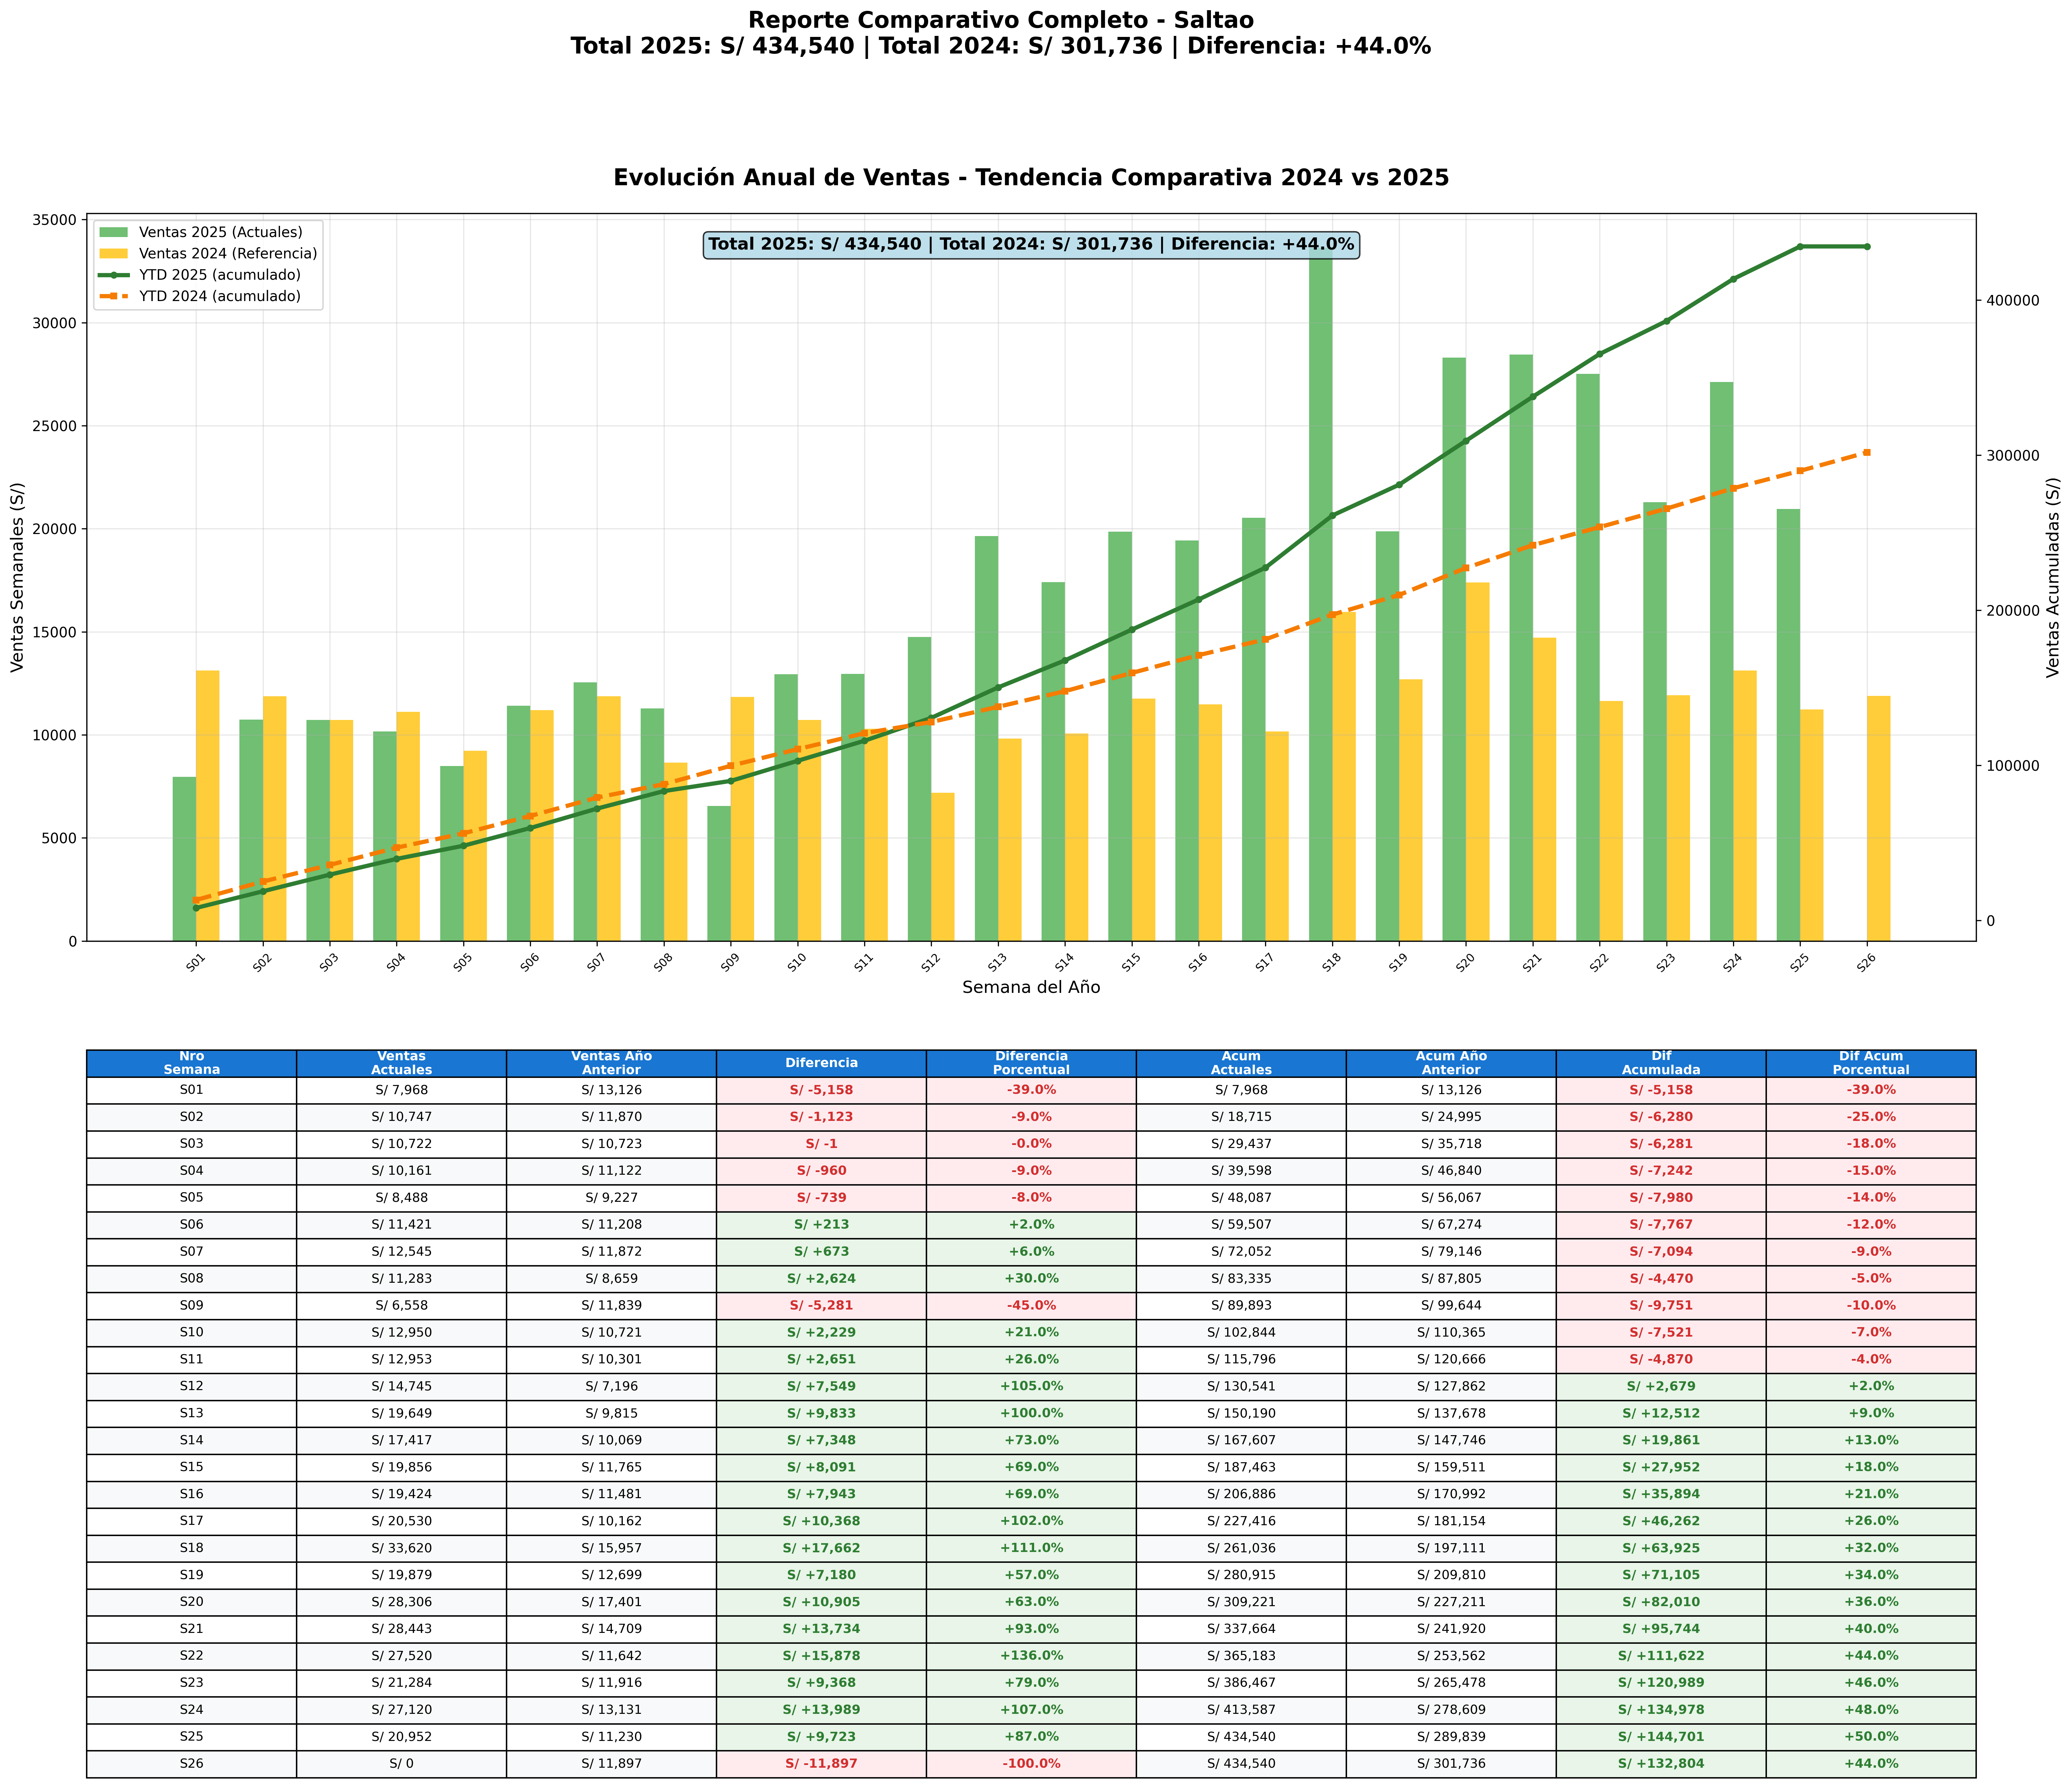 Reporte Comparativo Completo - Saltao
Total 2025: S/ 434,540 | Total 2024: S/ 301,736 | Diferencia: +44.0%
Evolución Anual de Ventas - Tendencia Comparativa 2024 vs 2025
Ventas 2025 (Actuales)
Ventas 2024 (Referencia)
YTD 2025 (acumulado)
YTD 2024 (acumulado)
Total 2025: S/ 434,540 | Total 2024: S/ 301,736 | Diferencia: +44.0%
Ventas Semanales (S/)
35000
30000
25000
20000
15000
10000
5000
0
Ventas Acumuladas (S/)
400000
300000
200000
100000
0
S01 S02 S03 S04 S05 S06 S07 S08 S09 S10 S11 S12 S13 S14 S15 S16 S17 S18 S19 S20 S21 S22 S23 S24 S25 S26
Semana del Año
Nro Semana Ventas Actuales Ventas Año Anterior Diferencia Diferencia Porcentual Acum Actuales Acum Año Anterior Dif Acumulada Dif Acum Porcentual
S01 S/ 7,968 S/ 13,126 S/ -5,158 -39.0% S/ 7,968 S/ 13,126 S/ -5,158 -39.0%
S02 S/ 10,747 S/ 11,870 S/ -1,123 -9.0% S/ 18,715 S/ 24,995 S/ -6,280 -25.0%
S03 S/ 10,722 S/ 10,723 S/ -1 -0.0% S/ 29,437 S/ 35,718 S/ -6,281 -18.0%
S04 S/ 10,161 S/ 11,122 S/ -960 -9.0% S/ 39,598 S/ 46,840 S/ -7,242 -15.0%
S05 S/ 8,488 S/ 9,227 S/ -739 -8.0% S/ 48,087 S/ 56,067 S/ -7,980 -14.0%
S06 S/ 11,421 S/ 11,208 S/ +213 +2.0% S/ 59,507 S/ 67,274 S/ -7,767 -12.0%
S07 S/ 12,545 S/ 11,872 S/ +673 +6.0% S/ 72,052 S/ 79,146 S/ -7,094 -9.0%
S08 S/ 11,283 S/ 8,659 S/ +2,624 +30.0% S/ 83,335 S/ 87,805 S/ -4,470 -5.0%
S09 S/ 6,558 S/ 11,839 S/ -5,281 -45.0% S/ 89,893 S/ 99,644 S/ -9,751 -10.0%
S10 S/ 12,950 S/ 10,721 S/ +2,229 +21.0% S/ 102,844 S/ 110,365 S/ -7,521 -7.0%
S11 S/ 12,953 S/ 10,301 S/ +2,651 +26.0% S/ 115,796 S/ 120,666 S/ -4,870 -4.0%
S12 S/ 14,745 S/ 7,196 S/ +7,549 +105.0% S/ 130,541 S/ 127,862 S/ +2,679 +2.0%
S13 S/ 19,649 S/ 9,815 S/ +9,833 +100.0% S/ 150,190 S/ 137,678 S/ +12,512 +9.0%
S14 S/ 17,417 S/ 10,069 S/ +7,348 +73.0% S/ 167,607 S/ 147,746 S/ +19,861 +13.0%
S15 S/ 19,856 S/ 11,765 S/ +8,091 +69.0% S/ 187,463 S/ 159,511 S/ +27,952 +18.0%
S16 S/ 19,424 S/ 11,481 S/ +7,943 +69.0% S/ 206,886 S/ 170,992 S/ +35,894 +21.0%
S17 S/ 20,530 S/ 10,162 S/ +10,368 +102.0% S/ 227,416 S/ 181,154 S/ +46,262 +26.0%
S18 S/ 33,620 S/ 15,957 S/ +17,662 +111.0% S/ 261,036 S/ 197,111 S/ +63,925 +32.0%
S19 S/ 19,879 S/ 12,699 S/ +7,180 +57.0% S/ 280,915 S/ 209,810 S/ +71,105 +34.0%
S20 S/ 28,306 S/ 17,401 S/ +10,905 +63.0% S/ 309,221 S/ 227,211 S/ +82,010 +36.0%
S21 S/ 28,443 S/ 14,709 S/ +13,734 +93.0% S/ 337,664 S/ 241,920 S/ +95,744 +40.0%
S22 S/ 27,520 S/ 11,642 S/ +15,878 +136.0% S/ 365,183 S/ 253,562 S/ +111,622 +44.0%
S23 S/ 21,284 S/ 11,916 S/ +9,368 +79.0% S/ 386,467 S/ 265,478 S/ +120,989 +46.0%
S24 S/ 27,120 S/ 13,131 S/ +13,989 +107.0% S/ 413,587 S/ 278,609 S/ +134,978 +48.0%
S25 S/ 20,952 S/ 11,230 S/ +9,723 +87.0% S/ 434,540 S/ 289,839 S/ +144,701 +50.0%
S26 S/ 0 S/ 11,897 S/ -11,897 -100.0% S/ 434,540 S/ 301,736 S/ +132,804 +44.0%